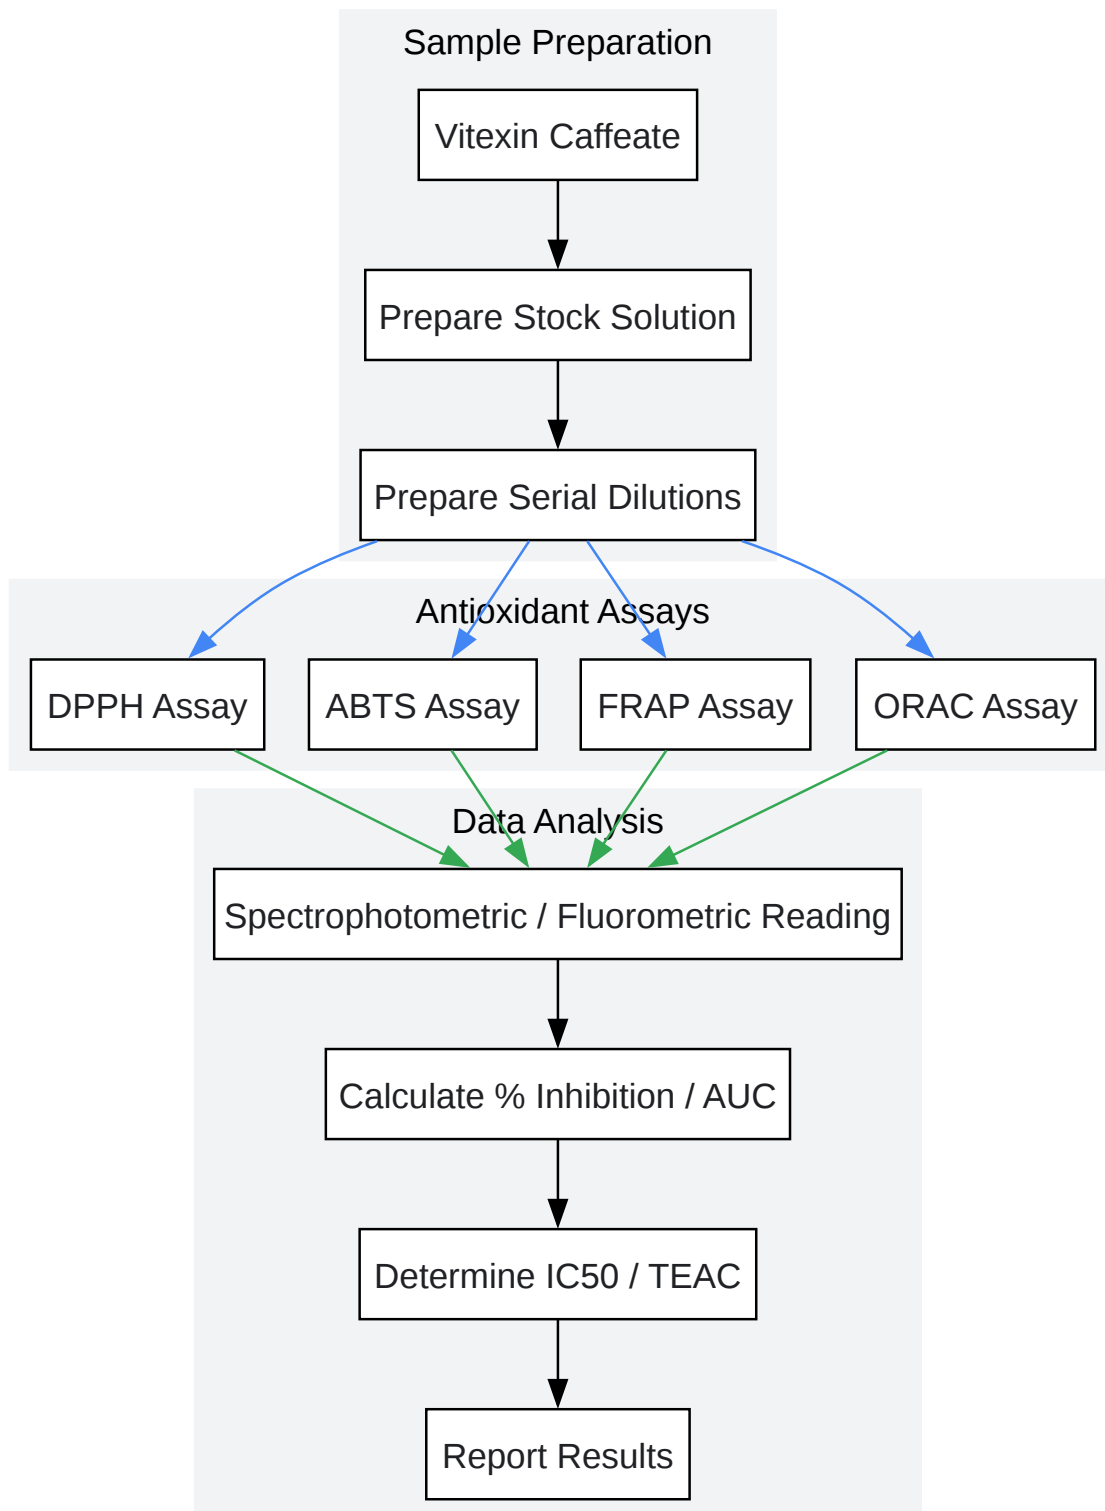 Sample Preparation
Vitexin Caffeate
Prepare Stock Solution
Prepare Serial Dilutions
Antioxidant Assays
DPPH Assay
ABTS Assay
FRAP Assay
ORAC Assay
Data Analysis
Spectrophotometric / Fluorometric Reading
Calculate % Inhibition / AUC
Determine IC50 / TEAC
Report Results